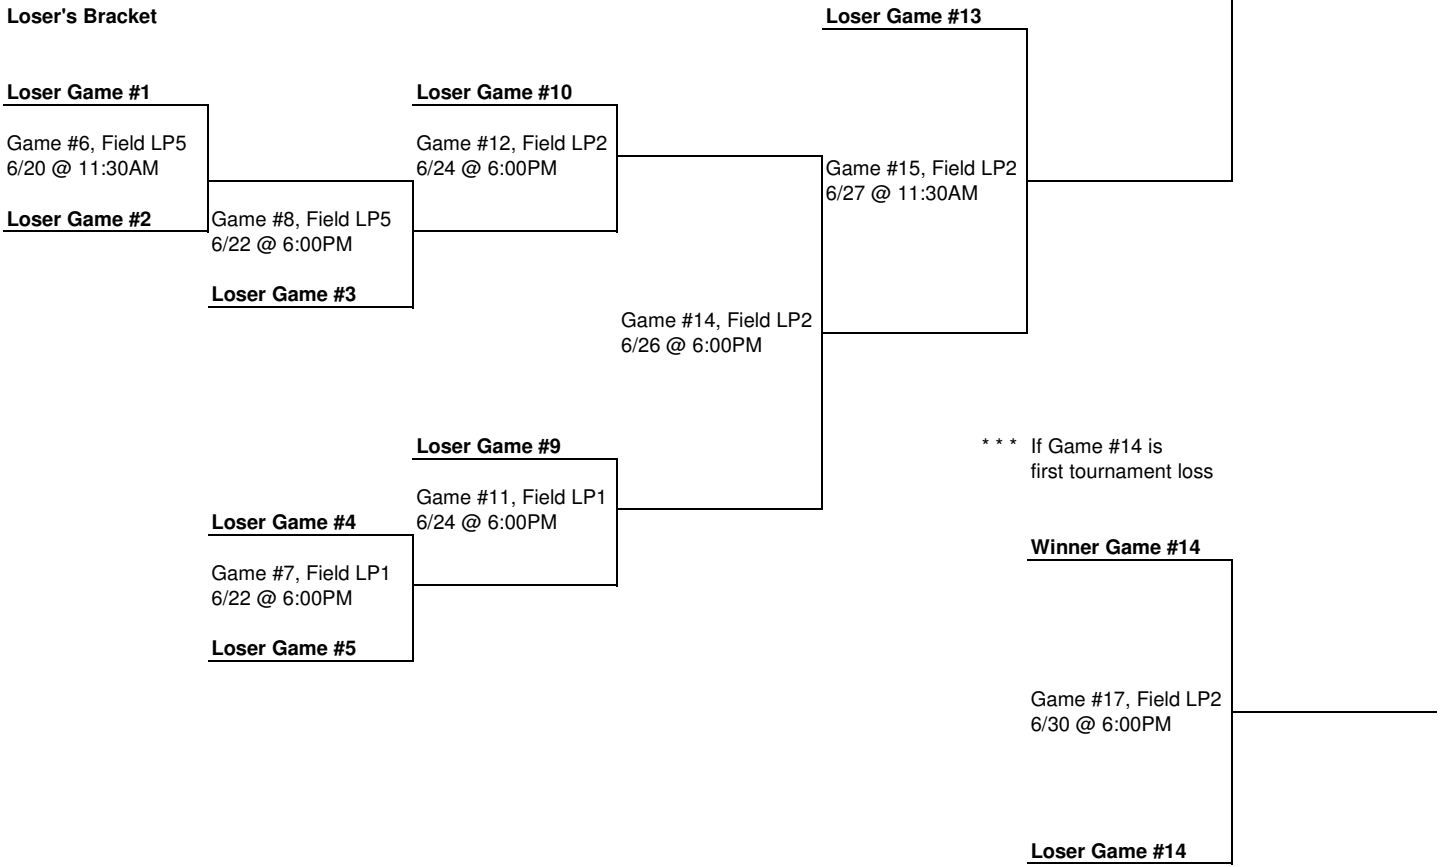 Loser's Bracket
Loser Game #13
Loser Game #1
Loser Game #10
Game #6, Field LP5
6/20 @ 11:30AM
Game #12, Field LP2
6/24 @ 6:00PM
Game #15, Field LP2
6/27 @ 11:30AM
Loser Game #2
Game #8, Field LP5
6/22 @ 6:00PM
Loser Game #3
Game #14, Field LP2
6/26 @ 6:00PM
Loser Game #9
* * * If Game #14 is
first tournament loss
Game #11, Field LP1
6/24 @ 6:00PM
Loser Game #4
Winner Game #14
Game #7, Field LP1
6/22 @ 6:00PM
Loser Game #5
Game #17, Field LP2
6/30 @ 6:00PM
Loser Game #14